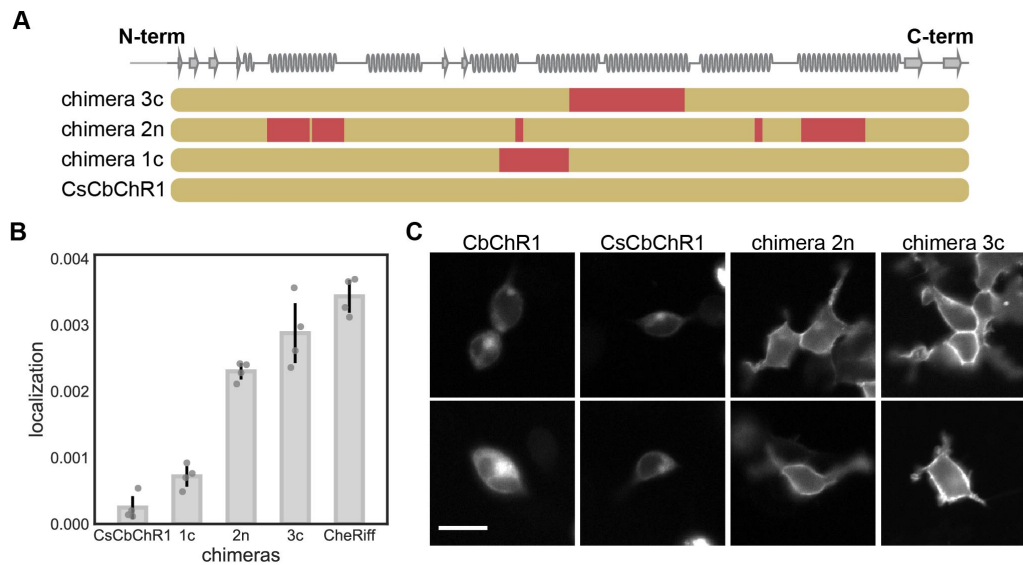 A
N-term
C-term
chimera 3c
chimera 2n
chimera 1c
CsCbChR1
B
0.004
0.003
0.002
0.001
0.000
localization
CsCbChR1 1c 2n 3c CheRiff
chimeras
C
CbChR1 CsCbChR1 chimera 2n chimera 3c